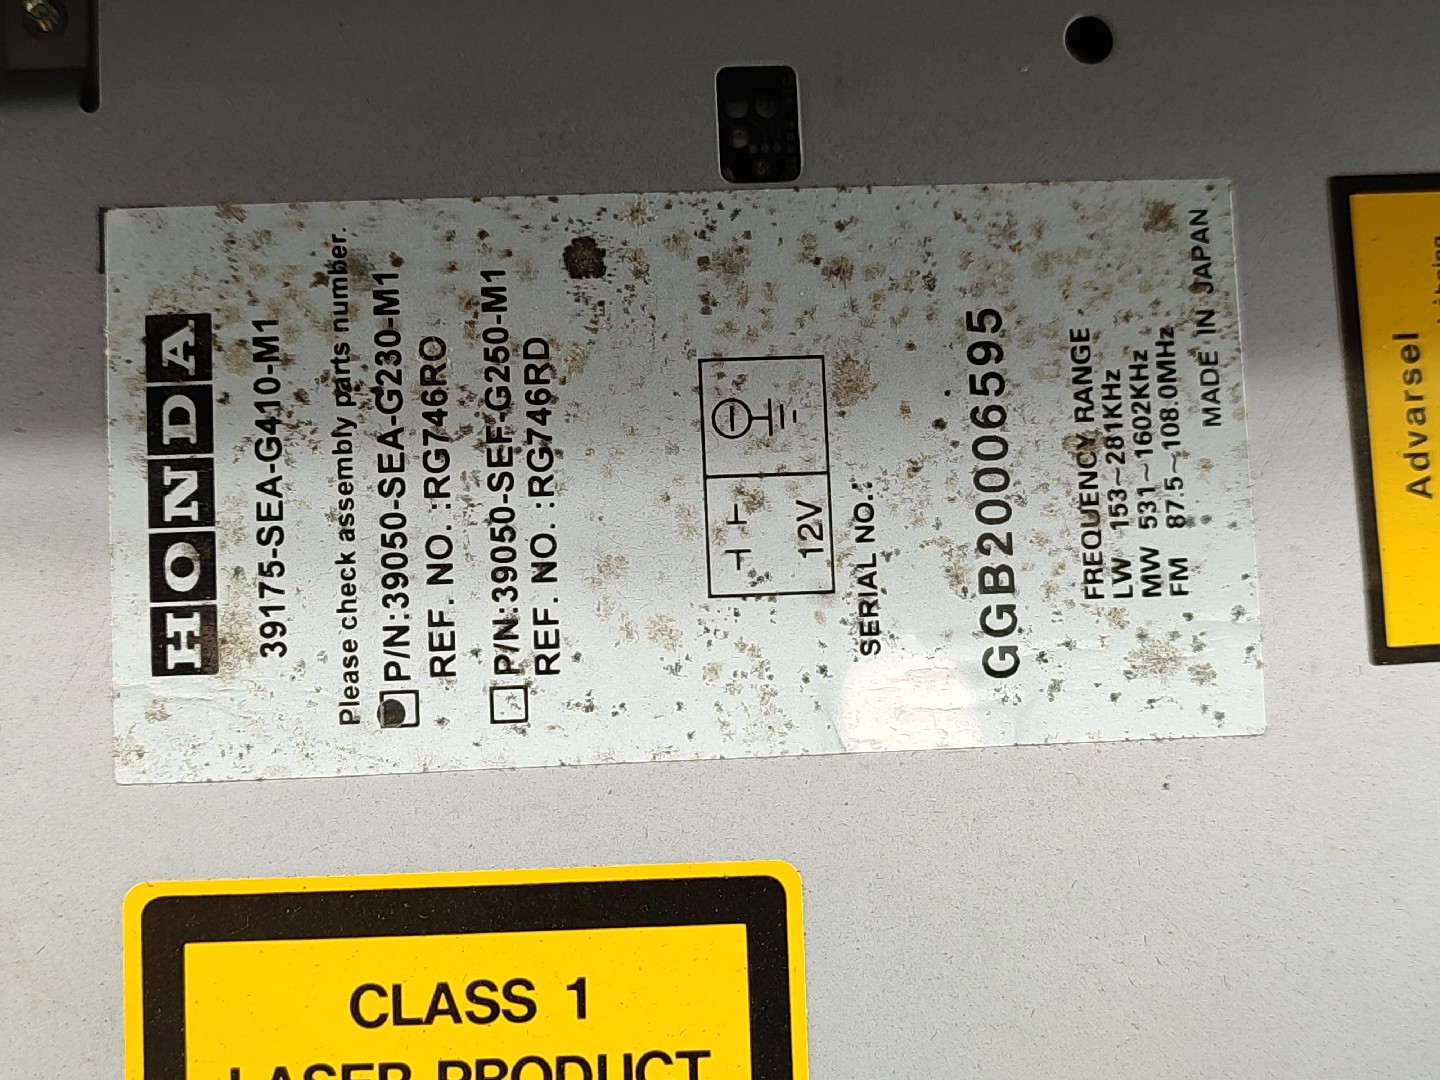 HONDA
39175-SEA-G410-M1
Please check assembly parts number.
P/N:39050-SEA-G230-M1
REF. NO. :RG746RO
P/N:39050-SEF-G250-M1
REF. NO. :RG746RD
12V
SERIAL NO.:
GGB20006595
FREQUENCY RANGE
LW 153~281KHz
MW 531~1602KHz
FM 87.5~108.0MHz
MADE IN JAPAN
CLASS 1
LASER PRODUCT
Advarsel